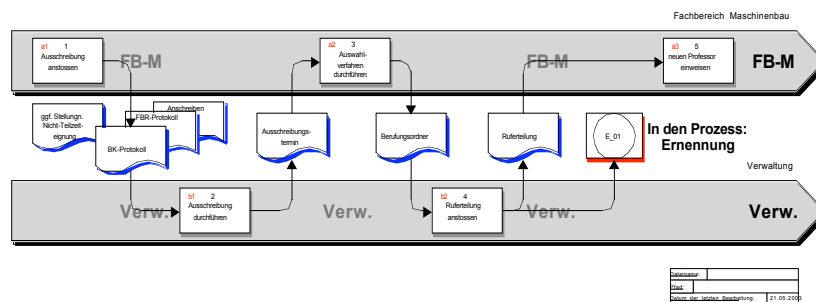 Fachbereich Maschinenbau
a1 1
Ausschreibung
anstossen
FB-M
a2 3
Auswahl-
verfahren
durchführen
FB-M
a3 5
neuen Professor
einweisen
FB-M
ggf. Stellungn.
Nicht-Teilzeit-
eignung
FBR-Protokoll
Anschreiben
BK-Protokoll
Ausschreibungs-
termin
Berufungsordner
Ruferteilung
E_01
In den Prozess:
Ernennung
Verwaltung
Verw.
b1 2
Ausschreibung
durchführen
Verw.
b2 4
Ruferteilung
anstossen
Verw.
Verw.
Dateiname:
Pfad:
Datum der letzten Bearbeitung: 21.05.2003